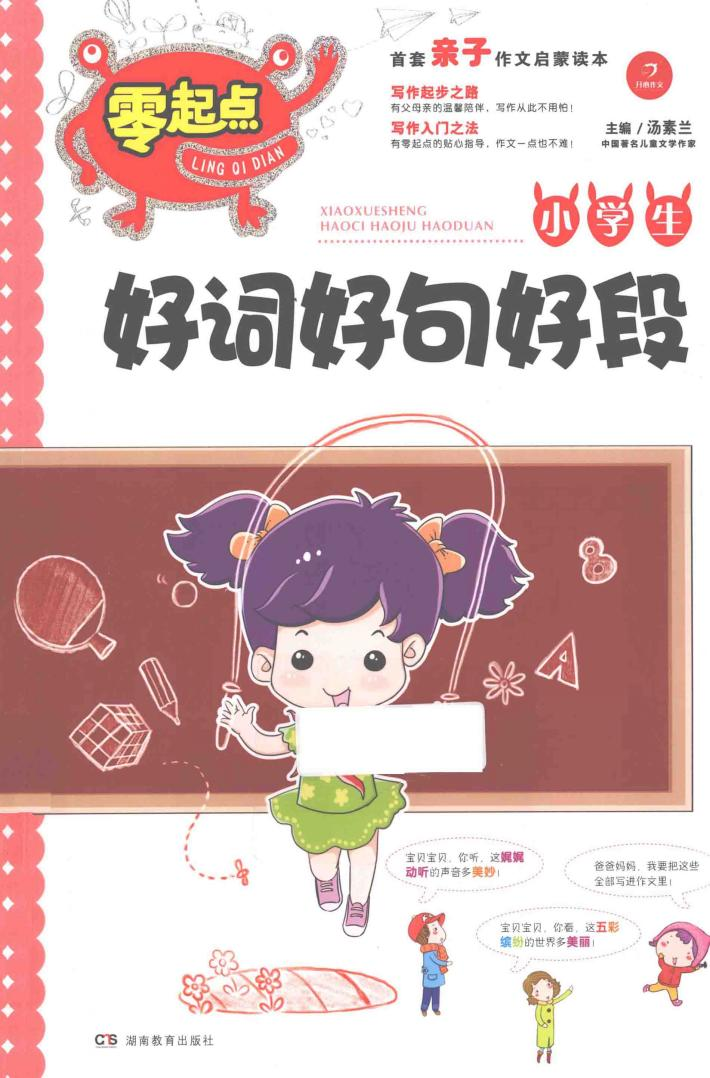 零起点
LING QI DIAN
首套亲子作文启蒙读本
写作起步之路
有父母亲的温馨陪伴，写作从此不用怕！
写作入门之法
有零起点的贴心指导，作文一点也不难！
开心作文
主编/汤素兰
中国著名儿童文学作家
XIAOXUESHENG
HAOCI HAOJU HAODUAN
小学生
好词好句好段
A
宝贝宝贝，你听，这娓娓
动听的声音多美妙！
爸爸妈妈，我要把这些
全部写进作文里！
宝贝宝贝，你看，这五彩
缤纷的世界多美丽！
湖南教育出版社